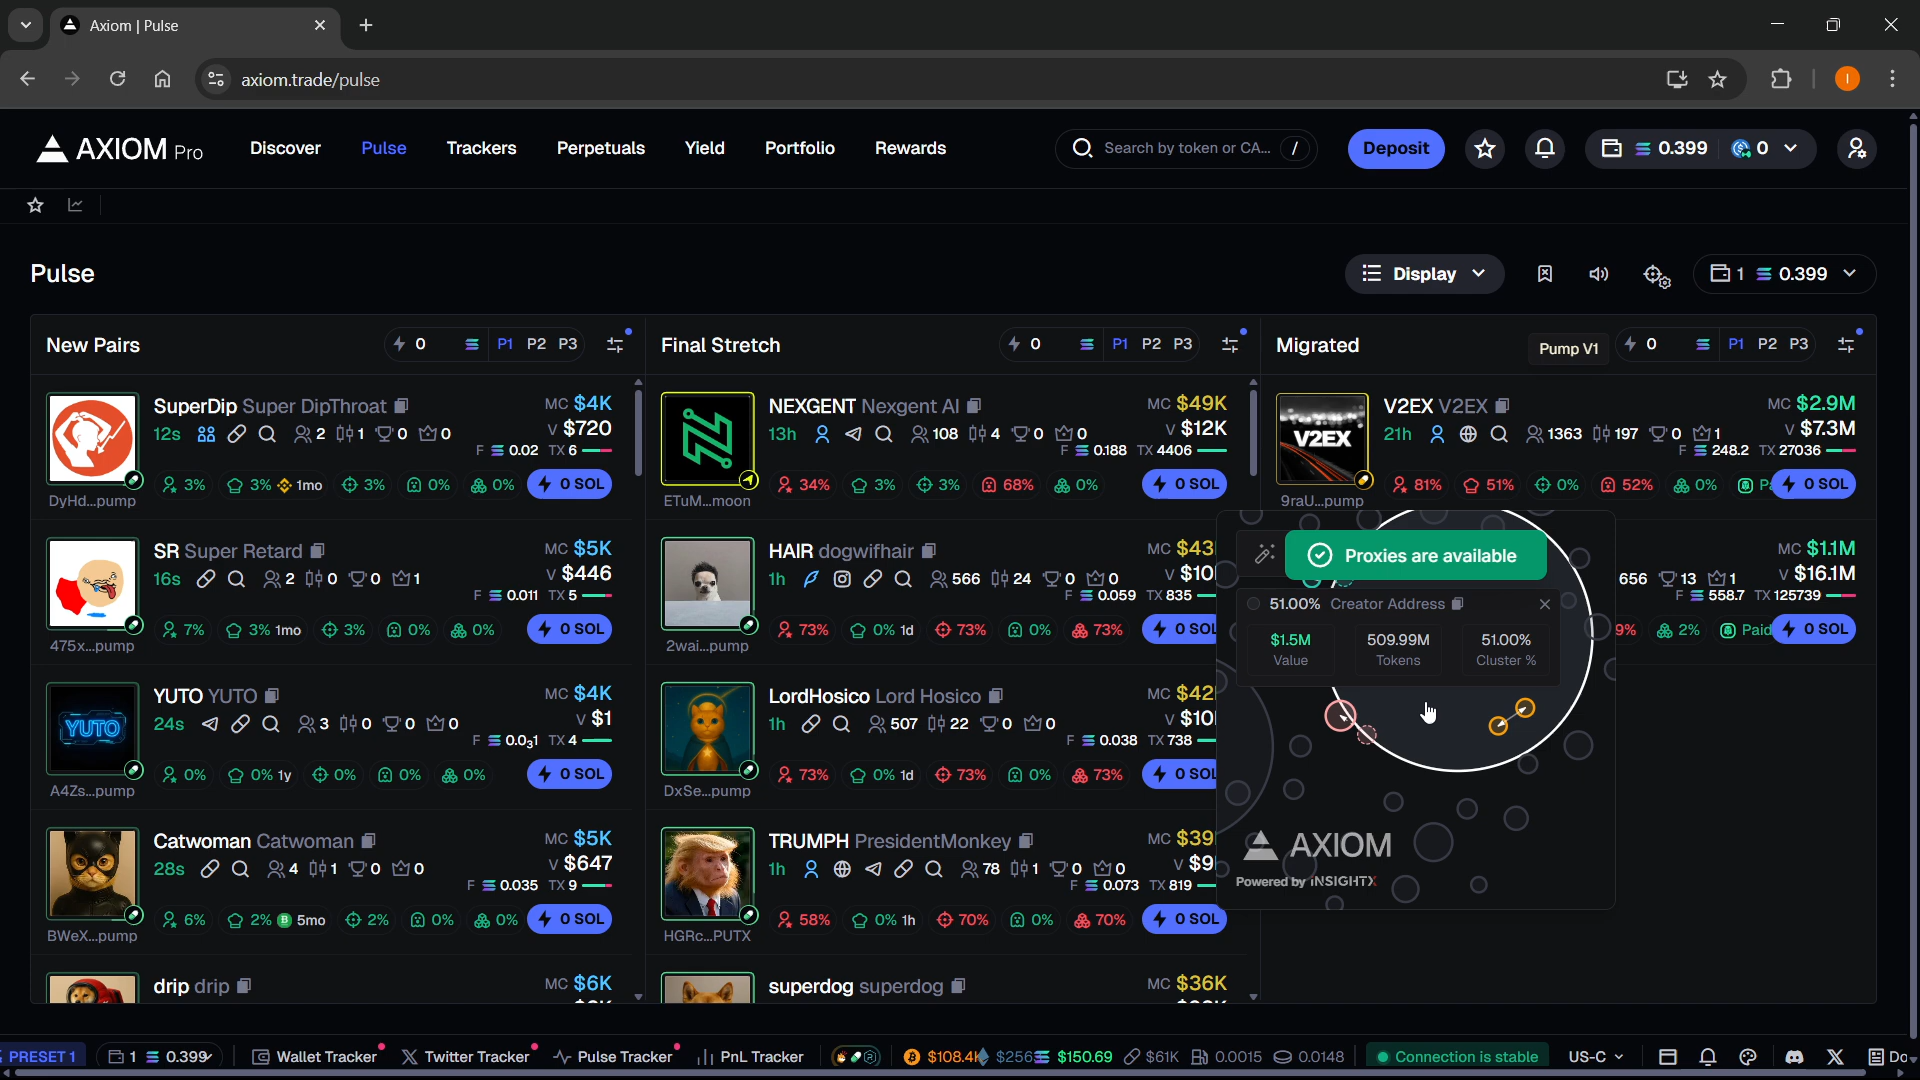 Axiom | Pulse
axiom.trade/pulse
I
AXIOM Pro
Discover
Pulse
Trackers
Perpetuals
Yield
Portfolio
Rewards
Search by token or CA... /
Deposit
0.399
0
Pulse
Display
1 0.399
New Pairs
0
P1 P2 P3
Final Stretch
0
P1 P2 P3
Migrated
Pump V1
0
P1 P2 P3
SuperDip Super DipThroat
MC $4K
12s 2 1 0 0
V $720
F 0.02 TX 6
3% 3% 1mo 3% 0% 0%
0 SOL
DyHd...pump
SR Super Retard
MC $5K
16s 2 0 0 1
V $446
F 0.011 TX 5
7% 3% 1mo 3% 0% 0%
0 SOL
475x...pump
YUTO
YUTO YUTO
MC $4K
24s 3 0 0 0
V $1
F 0.0₃1 TX 4
0% 0% 1y 0% 0% 0%
0 SOL
A4Zs...pump
Catwoman Catwoman
MC $5K
28s 4 1 0 0
V $647
F 0.035 TX 9
6% 2% B 5mo 2% 0% 0%
0 SOL
BWeX...pump
drip drip
MC $6K
NEXGENT Nexgent AI
MC $49K
13h 108 4 0 0
V $12K
F 0.188 TX 4406
34% 3% 3% 68% 0%
0 SOL
ETuM...moon
HAIR dogwifhair
MC $43
1h 566 24 0 0
V $10
F 0.059 TX 835
73% 0% 1d 73% 0% 73%
0 SOL
2wai...pump
LordHosico Lord Hosico
MC $42
1h 507 22 0 0
V $10
F 0.038 TX 738
73% 0% 1d 73% 0% 73%
0 SOL
DxSe...pump
TRUMPH PresidentMonkey
MC $39
1h 78 1 0 0
V $9
F 0.073 TX 819
58% 0% 1h 70% 0% 70%
0 SOL
HGRc...PUTX
superdog superdog
MC $36K
V2EX
V2EX V2EX
MC $2.9M
21h 1363 197 0 1
V $7.3M
F 248.2 TX 27036
81% 51% 0% 52% 0% P
0 SOL
9raU...pump
MC $1.1M
656 13 1
V $16.1M
F 558.7 TX 125739
9% 2% Paid
0 SOL
Proxies are available
51.00% Creator Address
$1.5M
509.99M
51.00%
Value
Tokens
Cluster %
AXIOM
Powered by INSIGHTX
PRESET 1
1 0.399
Wallet Tracker
Twitter Tracker
Pulse Tracker
PnL Tracker
$108.4K
$256
$150.69
$61K
0.0015
0.0148
Connection is stable
US-C
Do